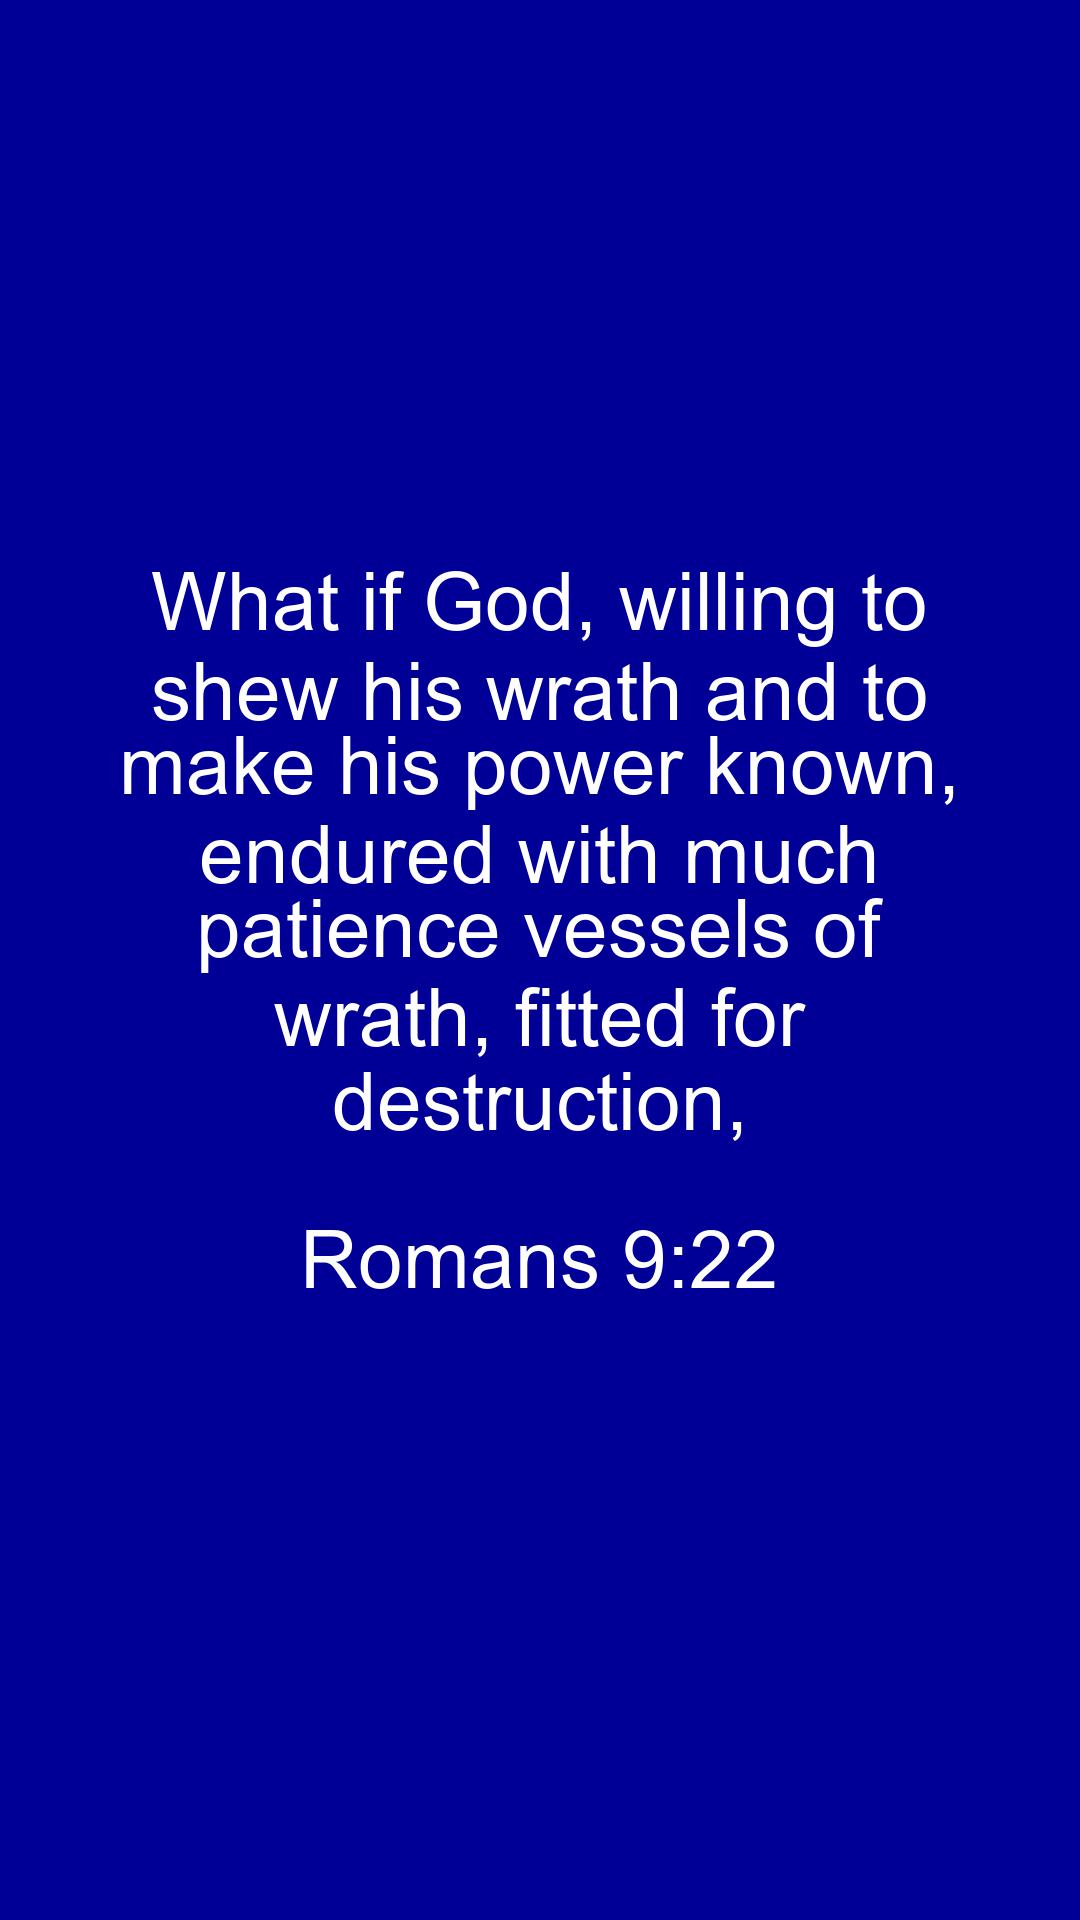 What if God, willing to
shew his wrath and to
make his power known,
endured with much
patience vessels of
wrath, fitted for
destruction,
Romans 9:22